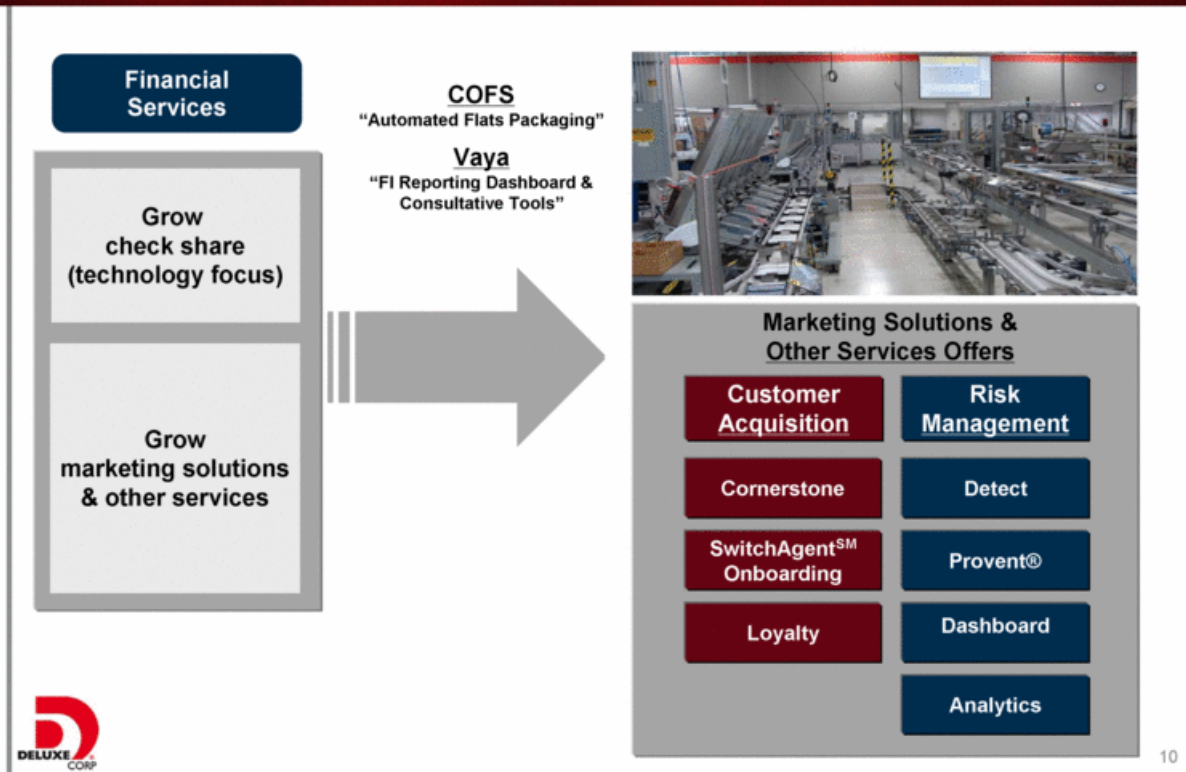 Financial
Services
COFS
“Automated Flats Packaging”
Vaya
“FI Reporting Dashboard &
Consultative Tools”
Grow
check share
(technology focus)
Grow
marketing solutions
& other services
Marketing Solutions &
Other Services Offers
Customer
Acquisition
Cornerstone
SwitchAgent℠
Onboarding
Loyalty
Risk
Management
Detect
Provent®
Dashboard
Analytics
DELUXE
CORP
10